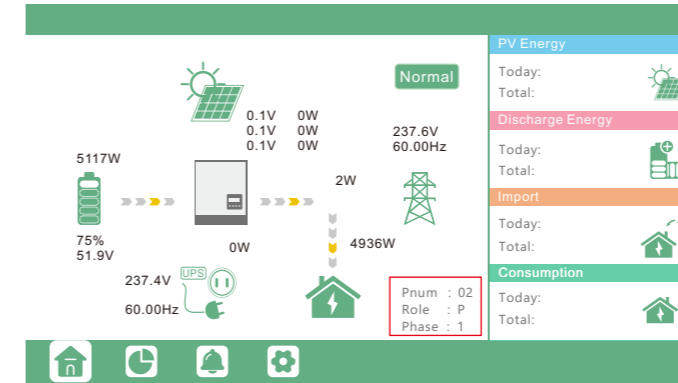 PV Energy
Normal
Today:
Total:
0.1V 0W
0.1V 0W
0.1V 0W
Discharge Energy
237.6V
60.00Hz
Today:
Total:
5117W
2W
Import
75%
51.9V
0W
4936W
Today:
Total:
237.4V
UPS
60.00Hz
Consumption
Pnum : 02
Role : P
Phase : 1
Today:
Total: